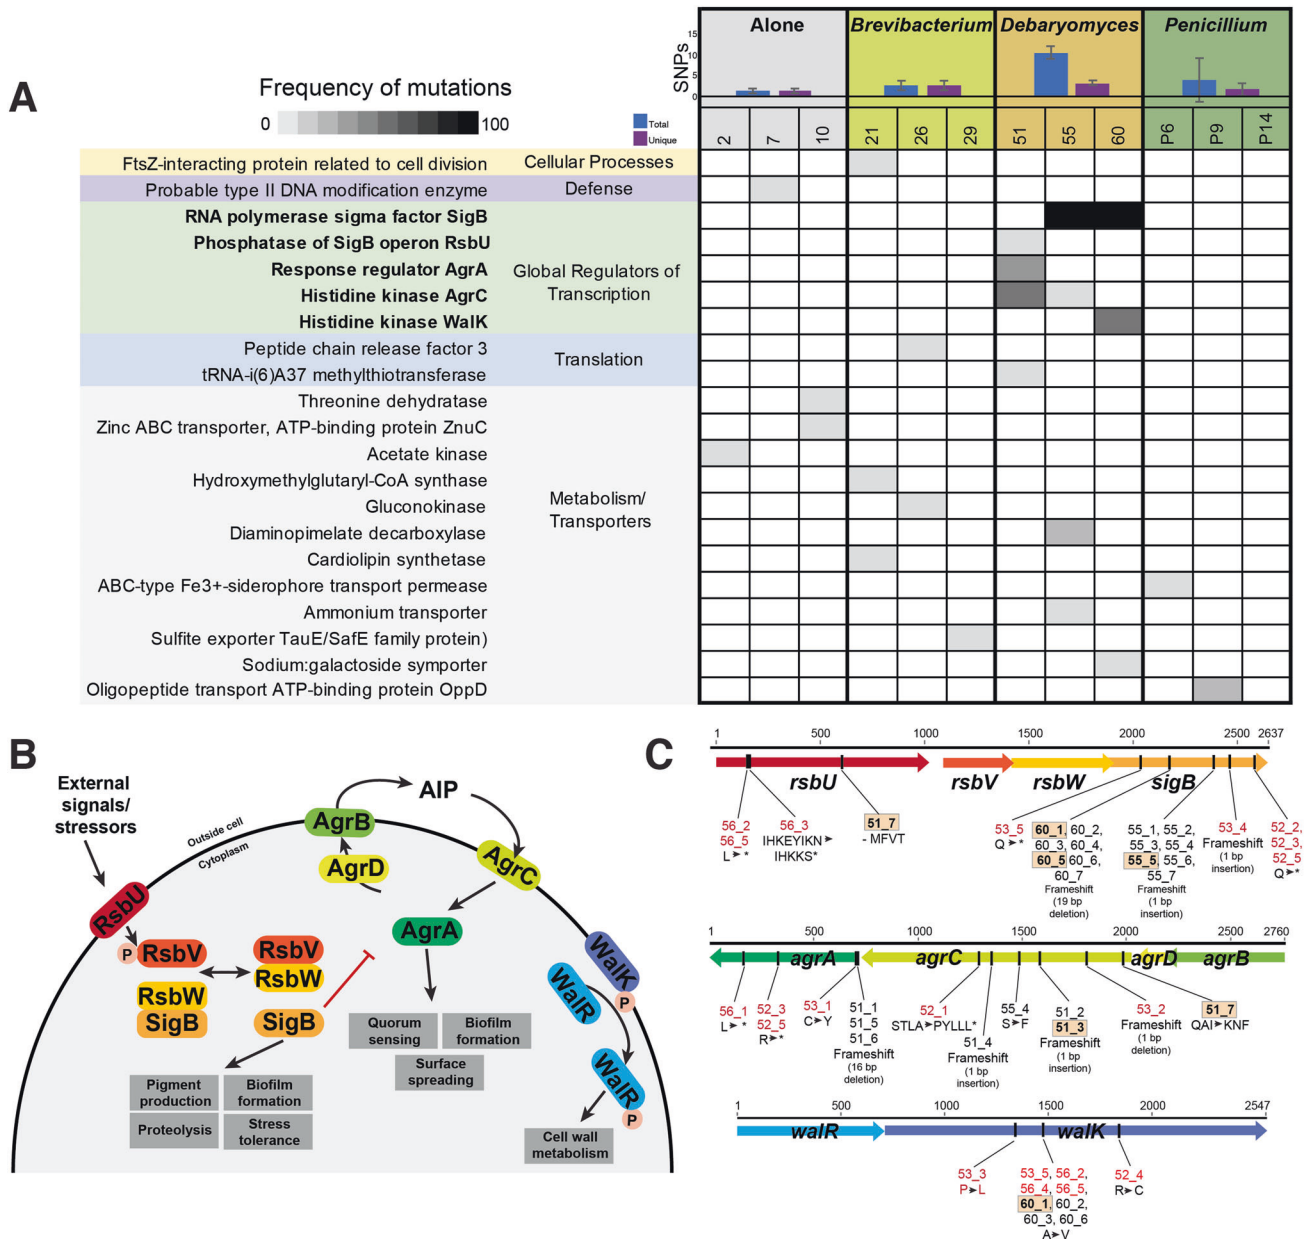 A
Frequency of mutations
0
100
SNPs
15
10
5
0
Total
Unique
Alone
Brevibacterium
Debaryomyces
Penicillium
2
7
10
21
26
29
51
55
60
P6
P9
P14
FtsZ-interacting protein related to cell division
Cellular Processes
Probable type II DNA modification enzyme
Defense
RNA polymerase sigma factor SigB
Phosphatase of SigB operon RsbU
Response regulator AgrA
Histidine kinase AgrC
Histidine kinase WalK
Global Regulators of
Transcription
Peptide chain release factor 3
tRNA-i(6)A37 methylthiotransferase
Translation
Threonine dehydratase
Zinc ABC transporter, ATP-binding protein ZnuC
Acetate kinase
Hydroxymethylglutaryl-CoA synthase
Gluconokinase
Diaminopimelate decarboxylase
Cardiolipin synthetase
ABC-type Fe3+-siderophore transport permease
Ammonium transporter
Sulfite exporter TauE/SafE family protein)
Sodium:galactoside symporter
Oligopeptide transport ATP-binding protein OppD
Metabolism/
Transporters
B
External
signals/
stressors
Outside cell
Cytoplasm
AIP
AgrB
AgrD
AgrC
AgrA
RsbU
P
RsbV
RsbV
RsbW
RsbW
SigB
SigB
WalK
P
WalR
WalR
P
Quorum
sensing
Biofilm
formation
Surface
spreading
Pigment
production
Biofilm
formation
Proteolysis
Stress
tolerance
Cell wall
metabolism
C
1
500
1000
1500
2000
2500
2637
rsbU
rsbV
rsbW
sigB
56_2
56_5
L➤*
56_3
IHKEYIKN➤
IHKKS*
51_7
- MFVT
53_5
Q➤*
60_1, 60_2,
60_3, 60_4,
60_5 60_6,
60_7
Frameshift
(19 bp
deletion)
55_1, 55_2,
55_3, 55_4
55_5, 55_6,
55_7
Frameshift
(1 bp
insertion)
53_4
Frameshift
(1 bp
insertion)
52_2,
52_3,
52_5
Q➤*
1
500
1000
1500
2000
2500
2760
agrA
agrC
agrD
agrB
56_1
L➤*
52_3
52_5
R➤*
53_1
C➤Y
51_1
51_5
51_6
Frameshift
(16 bp
deletion)
52_1
STLA➤PYLLL*
51_4
Frameshift
(1 bp
insertion)
55_4
S➤F
51_2
51_3
Frameshift
(1 bp
insertion)
53_2
Frameshift
(1 bp
deletion)
51_7
QAI➤KNF
1
500
1000
1500
2000
2547
walR
walK
53_3
P➤L
53_5, 56_2,
56_4, 56_5,
60_1, 60_2,
60_3, 60_6
A➤V
52_4
R➤C